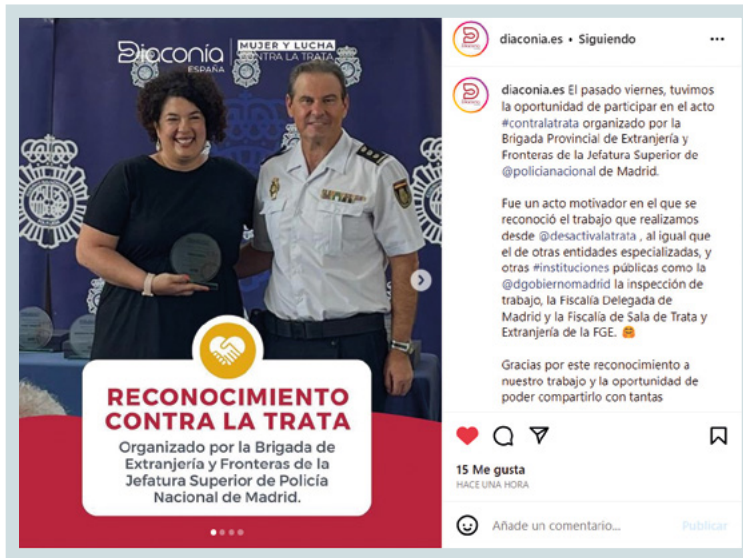 Diaconía
ESPAÑA
MUJER Y LUCHA
CONTRA LA TRATA
RECONOCIMIENTO
CONTRA LA TRATA
Organizado por la Brigada de
Extranjería y Fronteras de la
Jefatura Superior de Policía
Nacional de Madrid.
diaconia.es • Siguiendo
diaconia.es El pasado viernes, tuvimos
la oportunidad de participar en el acto
#contralatrata organizado por la
Brigada Provincial de Extranjería y
Fronteras de la Jefatura Superior de
@policianacional de Madrid.
Fue un acto motivador en el que se
reconoció el trabajo que realizamos
desde @desactivalatrata , al igual que
el de otras entidades especializadas, y
otras #instituciones públicas como la
@dgobiernomadrid la inspección de
trabajo, la Fiscalía Delegada de
Madrid y la Fiscalía de Sala de Trata y
Extranjería de la FGE. 🤗
Gracias por este reconocimiento a
nuestro trabajo y la oportunidad de
poder compartirlo con tantas
15 Me gusta
HACE UNA HORA
Añade un comentario...
Publicar